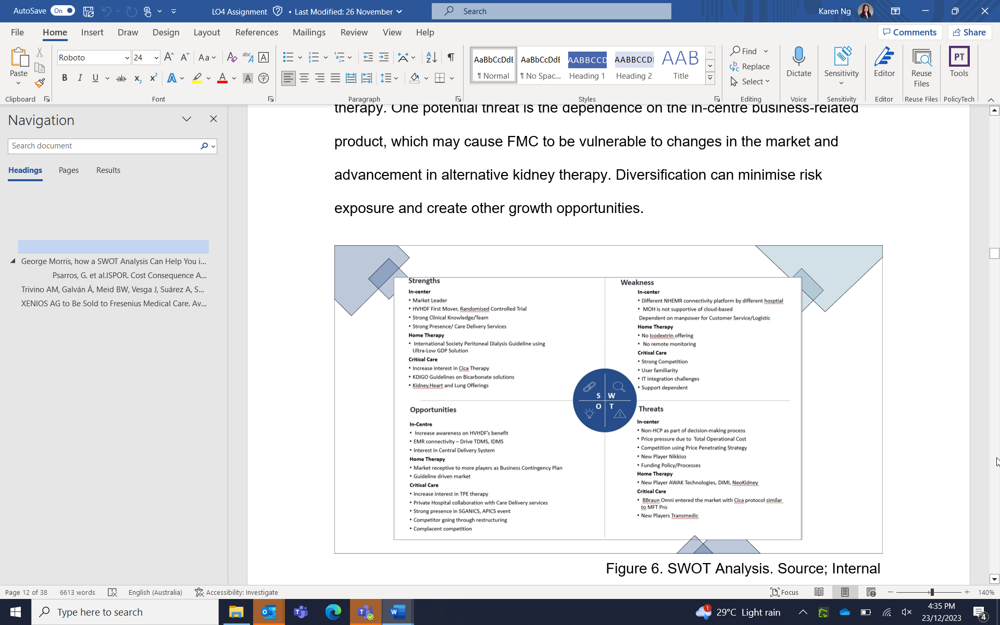 AutoSave On LO4 Assignment • Last Modified: 26 November Search Karen Ng
File Home Insert Draw Design Layout References Mailings Review View Help Comments Share
Paste
Roboto 24 Aa
AaBbCcDdE AaBbCcDdE AABBCCD AABBCCDI AAB
¶ Normal ¶ No Spac... Heading 1 Heading 2 Title
Find
Replace
Select
Dictate Sensitivity Editor Reuse Files Tools
Clipboard Font Paragraph Styles Editing Voice Sensitivity Editor Reuse Files PolicyTech
Navigation
Search document
Headings Pages Results
George Morris, how a SWOT Analysis Can Help You i...
Psarros, G. et al.ISPOR. Cost Consequence A...
Trivino AM, Galván Á, Meid BW, Vesga J, Suárez A, S...
XENIOS AG to Be Sold to Fresenius Medical Care. Av...
therapy. One potential threat is the dependence on the in-centre business-related
product, which may cause FMC to be vulnerable to changes in the market and
advancement in alternative kidney therapy. Diversification can minimise risk
exposure and create other growth opportunities.
Strengths
In-center
• Market Leader
• HVHDF First Mover, Randomised Controlled Trial
• Strong Clinical Knowledge/Team
• Strong Presence/ Care Delivery Services
Home Therapy
• International Society Peritoneal Dialysis Guideline using
Ultra-Low GDP Solution
Critical Care
• Increase interest in Cica Therapy
• KDIGO Guidelines on Bicarbonate solutions
• Kidney,Heart and Lung Offerings
Weakness
In-center
• Different NHEMR connectivity platform by different hosptial
• MOH is not supportive of cloud-based
Dependent on manpower for Customer Service/Logistic
Home Therapy
• No Icodextrin offering
• No remote monitoring
Critical Care
• Strong Competition
• User familiarity
• IT integration challenges
• Support dependent
S W
O T
Opportunities
In-Centre
• Increase awareness on HVHDF's benefit
• EMR connectivity – Drive TDMS, IDMS
• Interest in Central Delivery System
Home Therapy
• Market receptive to more players as Business Contingency Plan
• Guideline driven market
Critical Care
• Increase interest in TPE therapy
• Private Hospital collaboration with Care Delivery services
• Strong presence in SGANICS, APICS event
• Competitor going through restructuring
• Complacent competition
Threats
In-center
• Non-HCP as part of decision-making process
• Price pressure due to Total Operational Cost
• Competition using Price Penetrating Strategy
• New Player Nikkiso
• Funding Policy/Processes
Home Therapy
• New Player AWAK Technologies, DIMI, NeoKidney
Critical Care
• BBraun Omni entered the market with Cica protocol similar
to MFT Pro
• New Players Transmedic
Figure 6. SWOT Analysis. Source; Internal
Page 12 of 38 6613 words English (Australia) Accessibility: Investigate Focus 140%
Type here to search 29°C Light rain 4:35 PM
23/12/2023 4